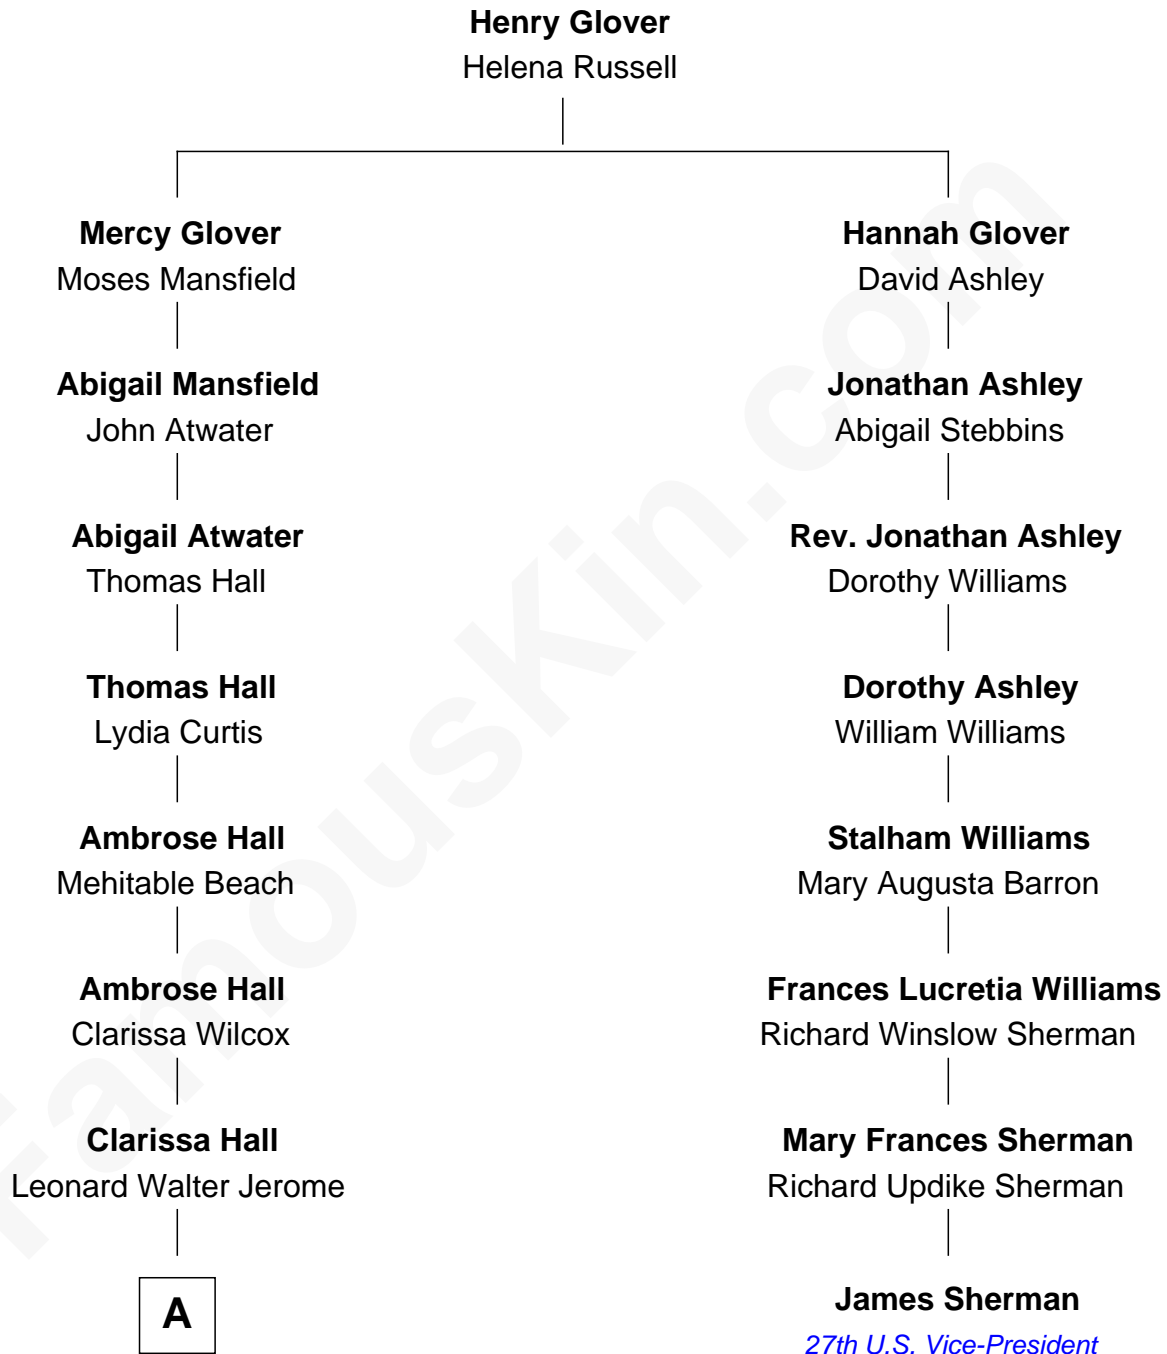 Henry Glover
Helena Russell
Mercy Glover
Moses Mansfield
Abigail Mansfield
John Atwater
Abigail Atwater
Thomas Hall
Thomas Hall
Lydia Curtis
Ambrose Hall
Mehitable Beach
Ambrose Hall
Clarissa Wilcox
Clarissa Hall
Leonard Walter Jerome
A
Hannah Glover
David Ashley
Jonathan Ashley
Abigail Stebbins
Rev. Jonathan Ashley
Dorothy Williams
Dorothy Ashley
William Williams
Stalham Williams
Mary Augusta Barron
Frances Lucretia Williams
Richard Winslow Sherman
Mary Frances Sherman
Richard Updike Sherman
James Sherman
27th U.S. Vice-President
FamousKin.com